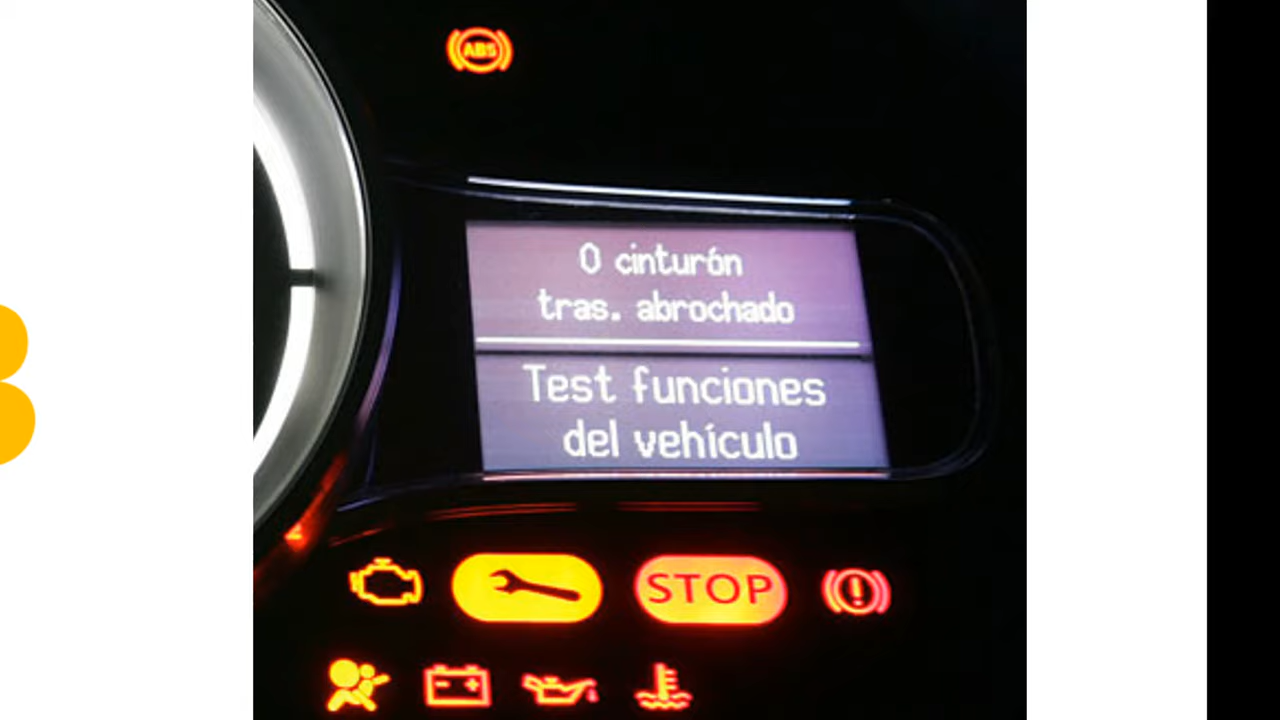 ABS
0 cinturón
tras. abrochado
Test funciones
del vehículo
STOP